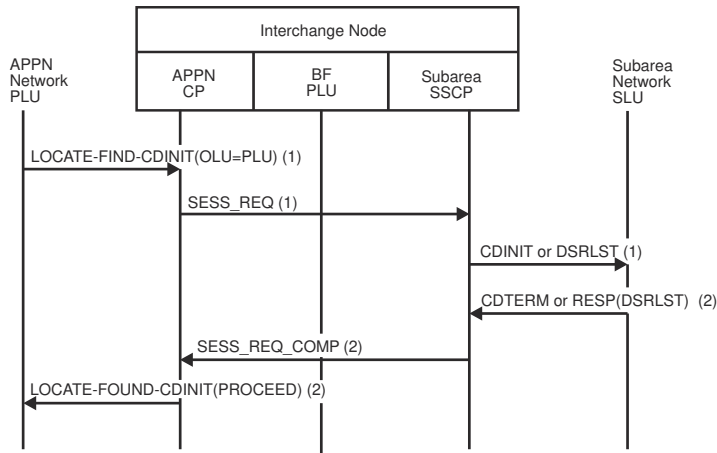 Interchange Node
APPN
Network
PLU
APPN
CP
BF
PLU
Subarea
SSCP
Subarea
Network
SLU
LOCATE-FIND-CDINIT(OLU=PLU) (1)
SESS_REQ (1)
CDINIT or DSRLST (1)
CDTERM or RESP(DSRLST) (2)
SESS_REQ_COMP (2)
LOCATE-FOUND-CDINIT(PROCEED) (2)